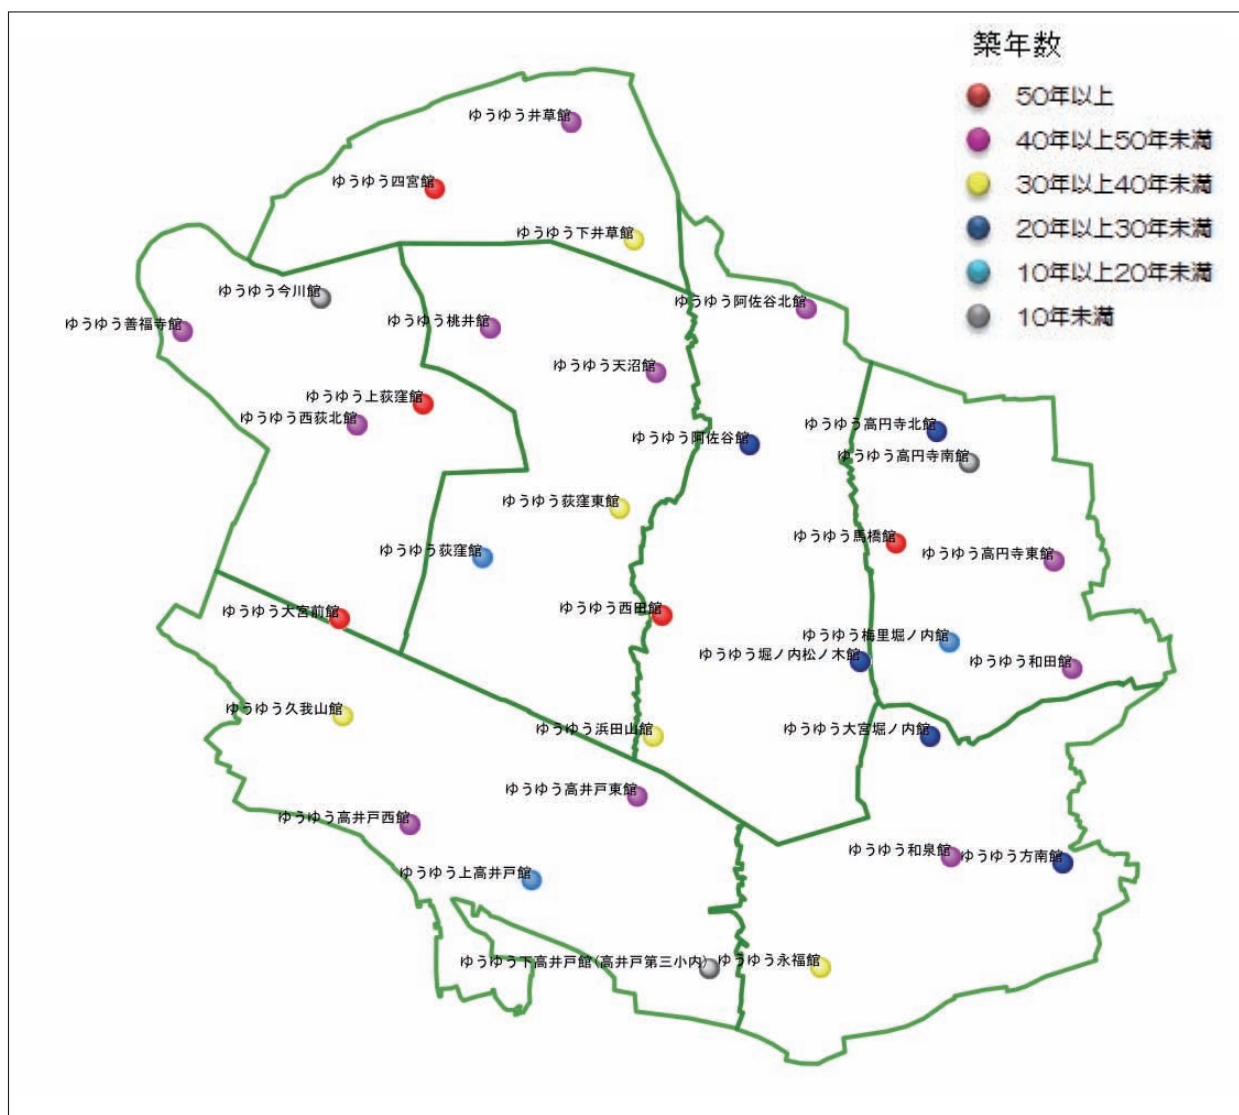 築年数
50年以上
40年以上50年未満
30年以上40年未満
20年以上30年未満
10年以上20年未満
10年未満
ゆうゆう井草館
ゆうゆう四宮館
ゆうゆう下井草館
ゆうゆう今川館
ゆうゆう阿佐谷北館
ゆうゆう善福寺館
ゆうゆう桃井館
ゆうゆう天沼館
ゆうゆう上荻窪館
ゆうゆう西荻北館
ゆうゆう高円寺北館
ゆうゆう阿佐谷館
ゆうゆう高円寺南館
ゆうゆう荻窪東館
ゆうゆう馬橋館
ゆうゆう荻窪館
ゆうゆう高円寺東館
ゆうゆう大宮前館
ゆうゆう西田館
ゆうゆう梅里堀ノ内館
ゆうゆう堀ノ内松ノ木館
ゆうゆう和田館
ゆうゆう久我山館
ゆうゆう浜田山館
ゆうゆう大宮堀ノ内館
ゆうゆう高井戸東館
ゆうゆう高井戸西館
ゆうゆう和泉館
ゆうゆう方南館
ゆうゆう上高井戸館
ゆうゆう下高井戸館(高井戸第三小内)
ゆうゆう永福館